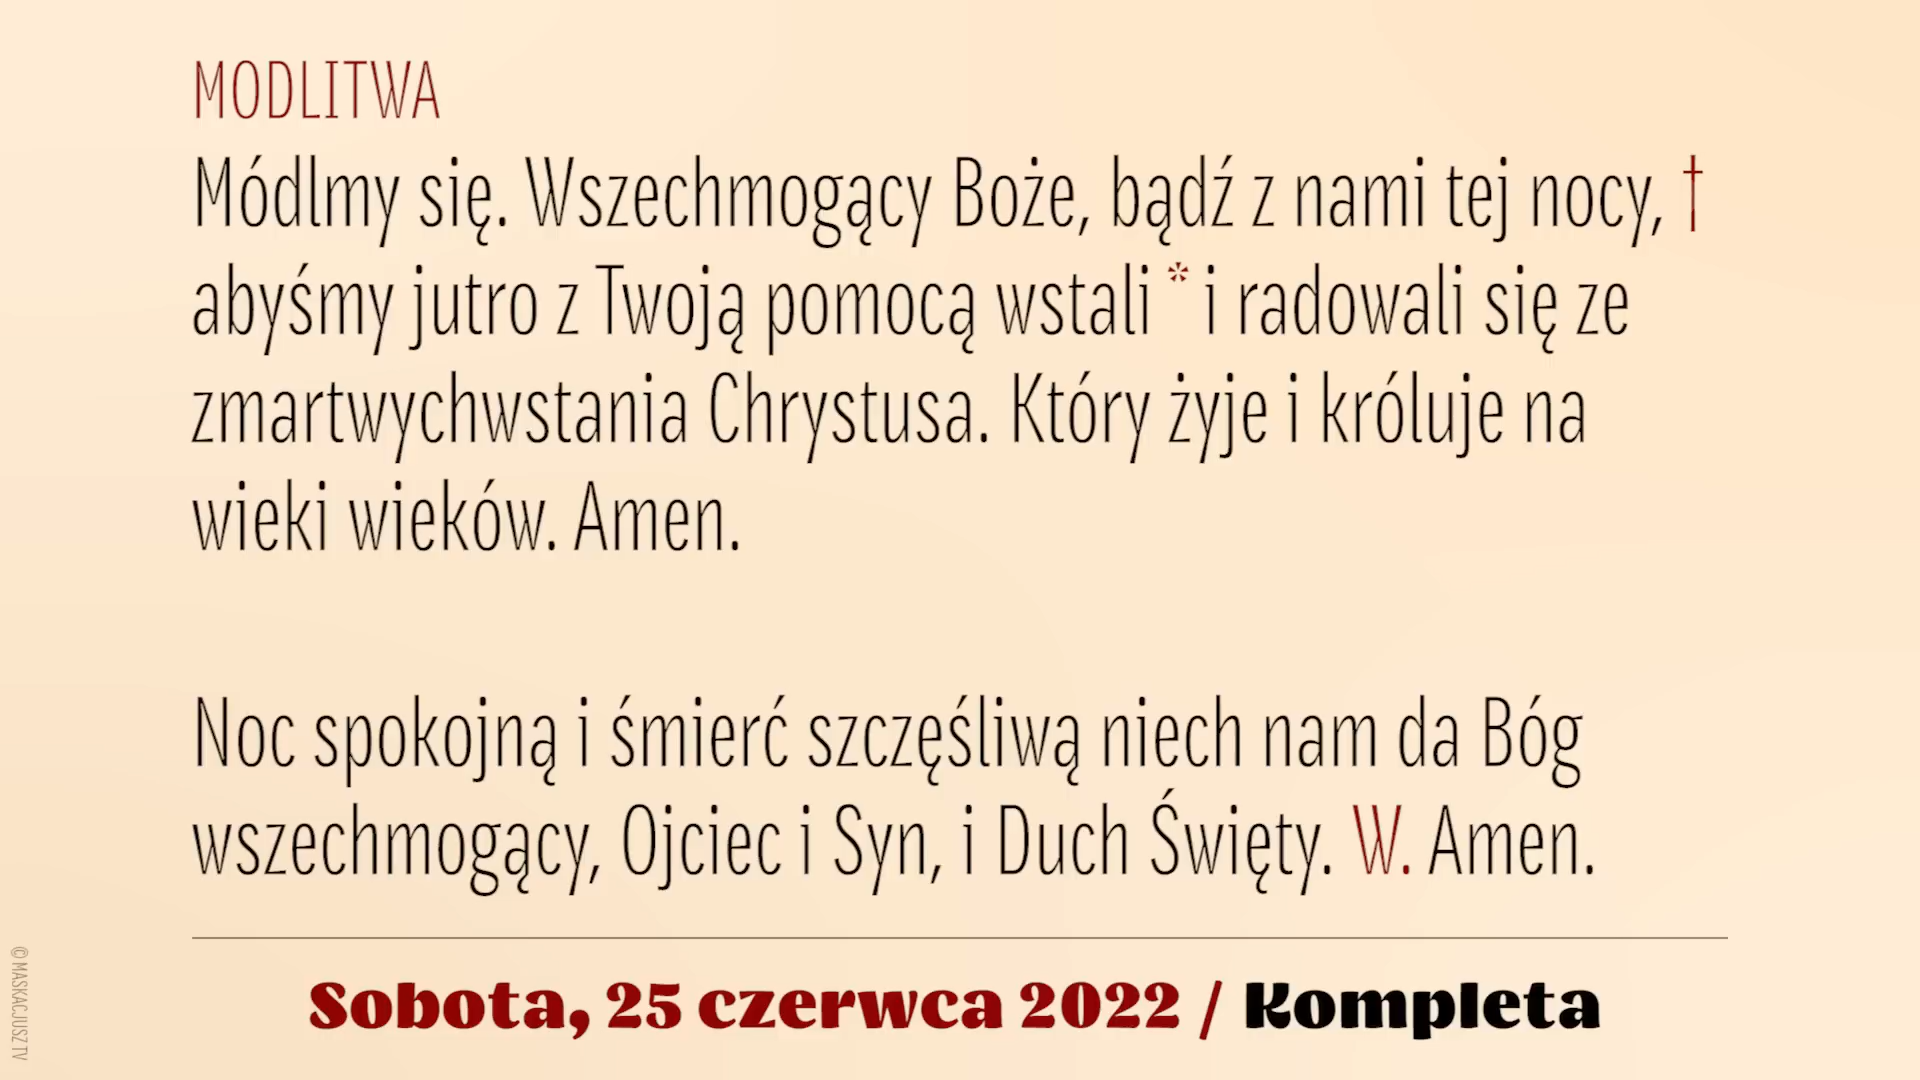 MODLITWA
Módlmy się. Wszechmogący Boże, bądź z nami tej nocy, †
abyśmy jutro z Twoją pomocą wstali * i radowali się ze
zmartwychwstania Chrystusa. Który żyje i króluje na
wieki wieków. Amen.
Noc spokojną i śmierć szczęśliwą niech nam da Bóg
wszechmogący, Ojciec i Syn, i Duch Święty. W. Amen.
Sobota, 25 czerwca 2022 / Kompleta
© MASKACJUSZ TV